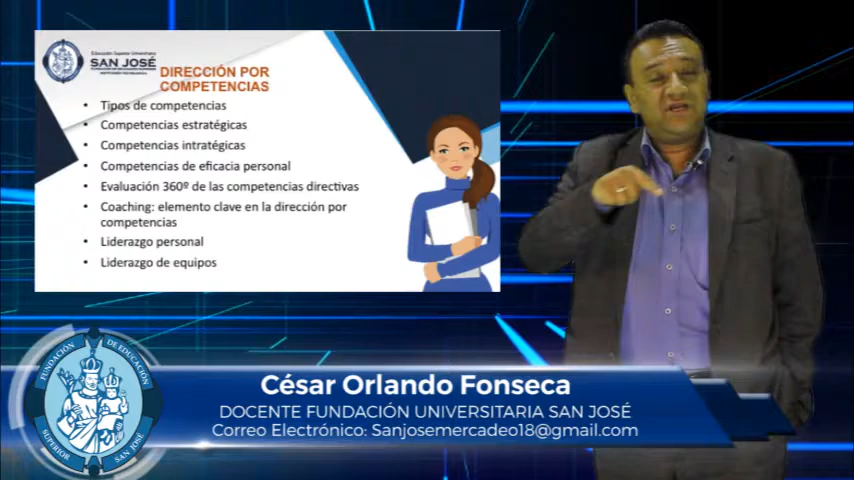 Educación Superior Universitaria
SAN JOSÉ
DIRECCIÓN POR
COMPETENCIAS
• Tipos de competencias
• Competencias estratégicas
• Competencias intratégicas
• Competencias de eficacia personal
• Evaluación 360º de las competencias directivas
• Coaching: elemento clave en la dirección por
competencias
• Liderazgo personal
• Liderazgo de equipos
FUNDACIÓN DE EDUCACIÓN
SUPERIOR SAN JOSÉ
César Orlando Fonseca
DOCENTE FUNDACIÓN UNIVERSITARIA SAN JOSÉ
Correo Electrónico: Sanjosemercadeo18@gmail.com